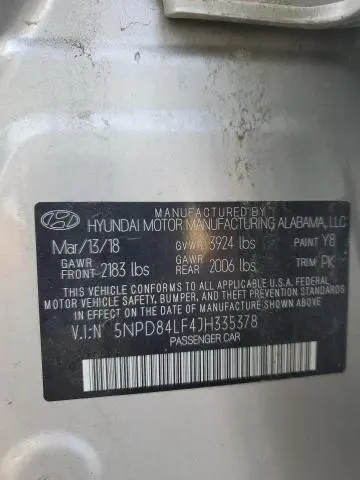 MANUFACTURED BY
HYUNDAI MOTOR MANUFACTURING ALABAMA, LLC
Mar/13/18 GVWR 3924 lbs PAINT Y8
GAWR FRONT 2183 lbs GAWR REAR 2006 lbs TRIM PK
THIS VEHICLE CONFORMS TO ALL APPLICABLE U.S.A. FEDERAL
MOTOR VEHICLE SAFETY, BUMPER, AND THEFT PREVENTION STANDARDS
IN EFFECT ON THE DATE OF MANUFACTURE SHOWN ABOVE.
V.I.N 5NPD84LF4JH335378
PASSENGER CAR